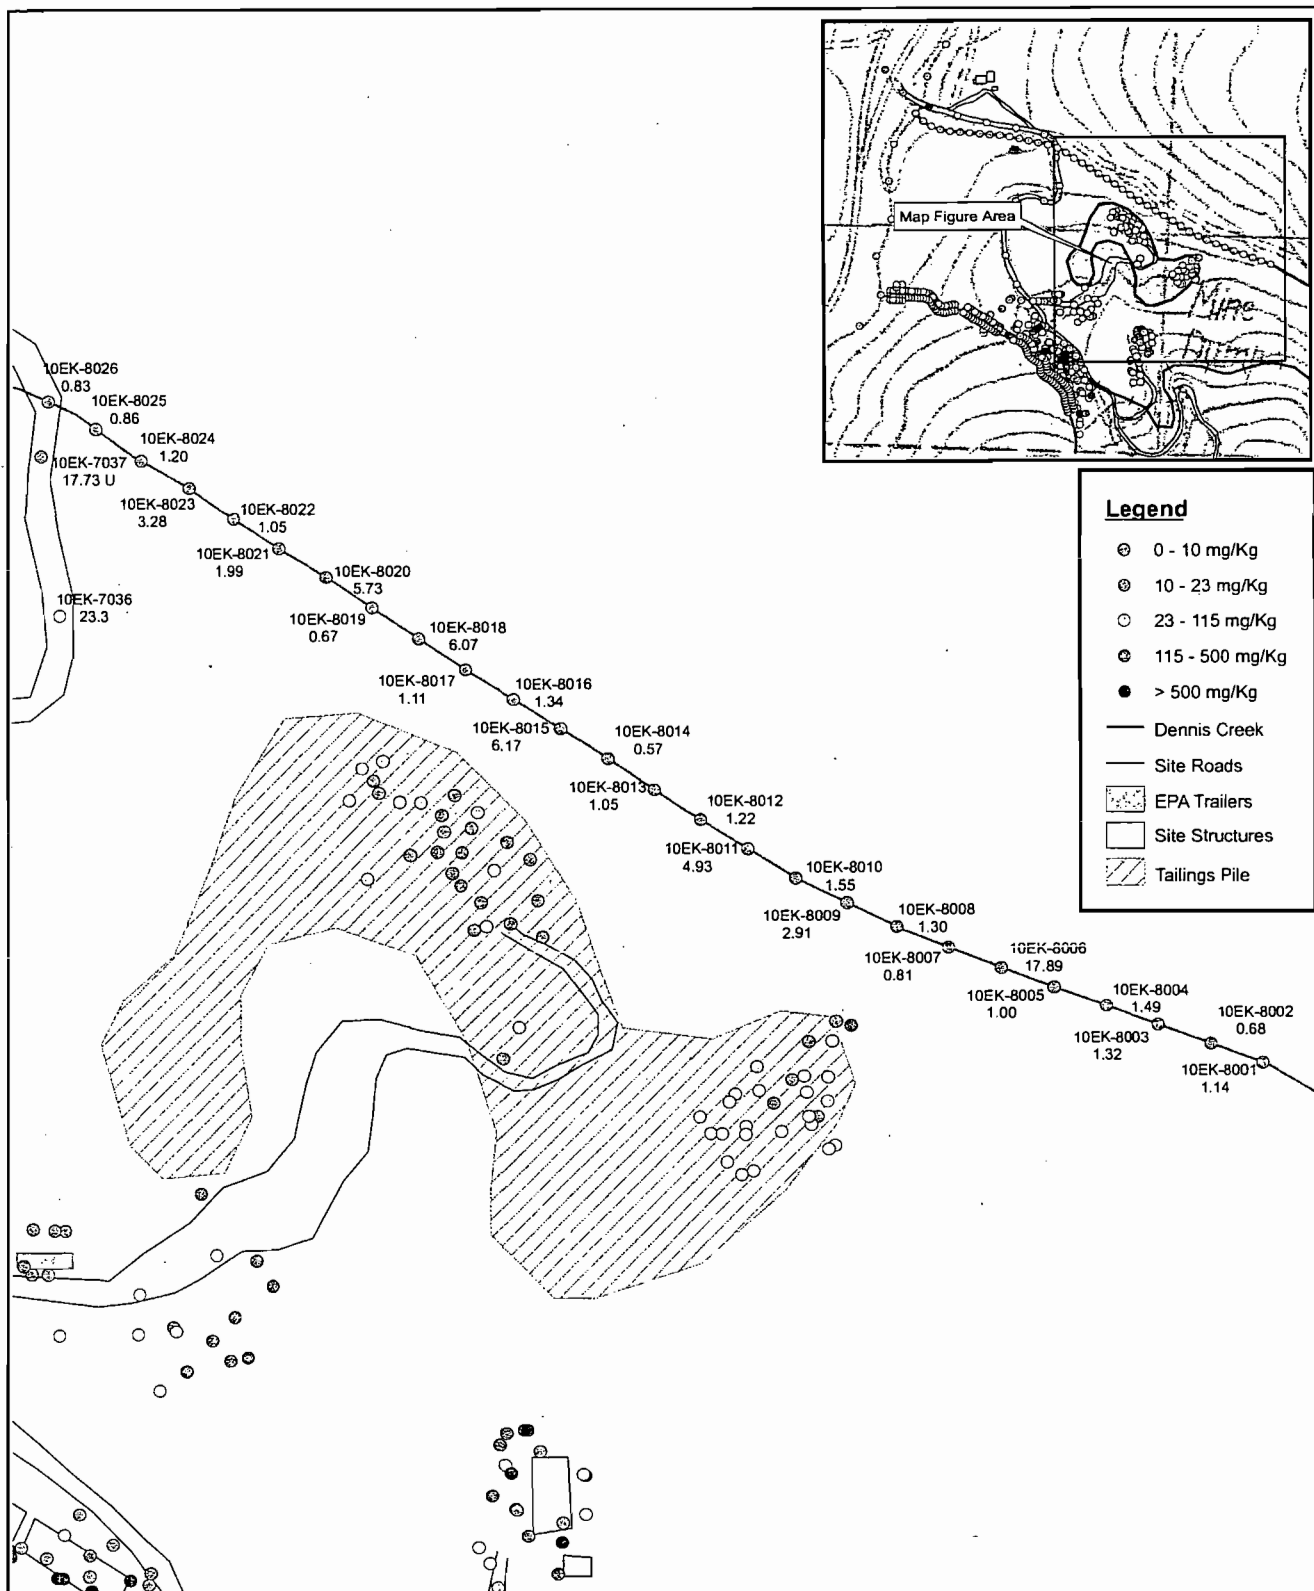 Map Figure Area
Legend
0 - 10 mg/Kg
10 - 23 mg/Kg
23 - 115 mg/Kg
115 - 500 mg/Kg
> 500 mg/Kg
Dennis Creek
Site Roads
EPA Trailers
Site Structures
Tailings Pile
10EK-8026
0.83
10EK-8025
0.86
10EK-8024
1.20
10EK-7037
17.73 U
10EK-8023
3.28
10EK-8022
1.05
10EK-8021
1.99
10EK-8020
5.73
10EK-7036
23.3
10EK-8019
0.67
10EK-8018
6.07
10EK-8017
1.11
10EK-8016
1.34
10EK-8015
6.17
10EK-8014
0.57
10EK-8013
1.05
10EK-8012
1.22
10EK-8011
4.93
10EK-8010
1.55
10EK-8009
2.91
10EK-8008
1.30
10EK-8007
0.81
10EK-8006
17.89
10EK-8005
1.00
10EK-8004
1.49
10EK-8003
1.32
10EK-8002
0.68
10EK-8001
1.14